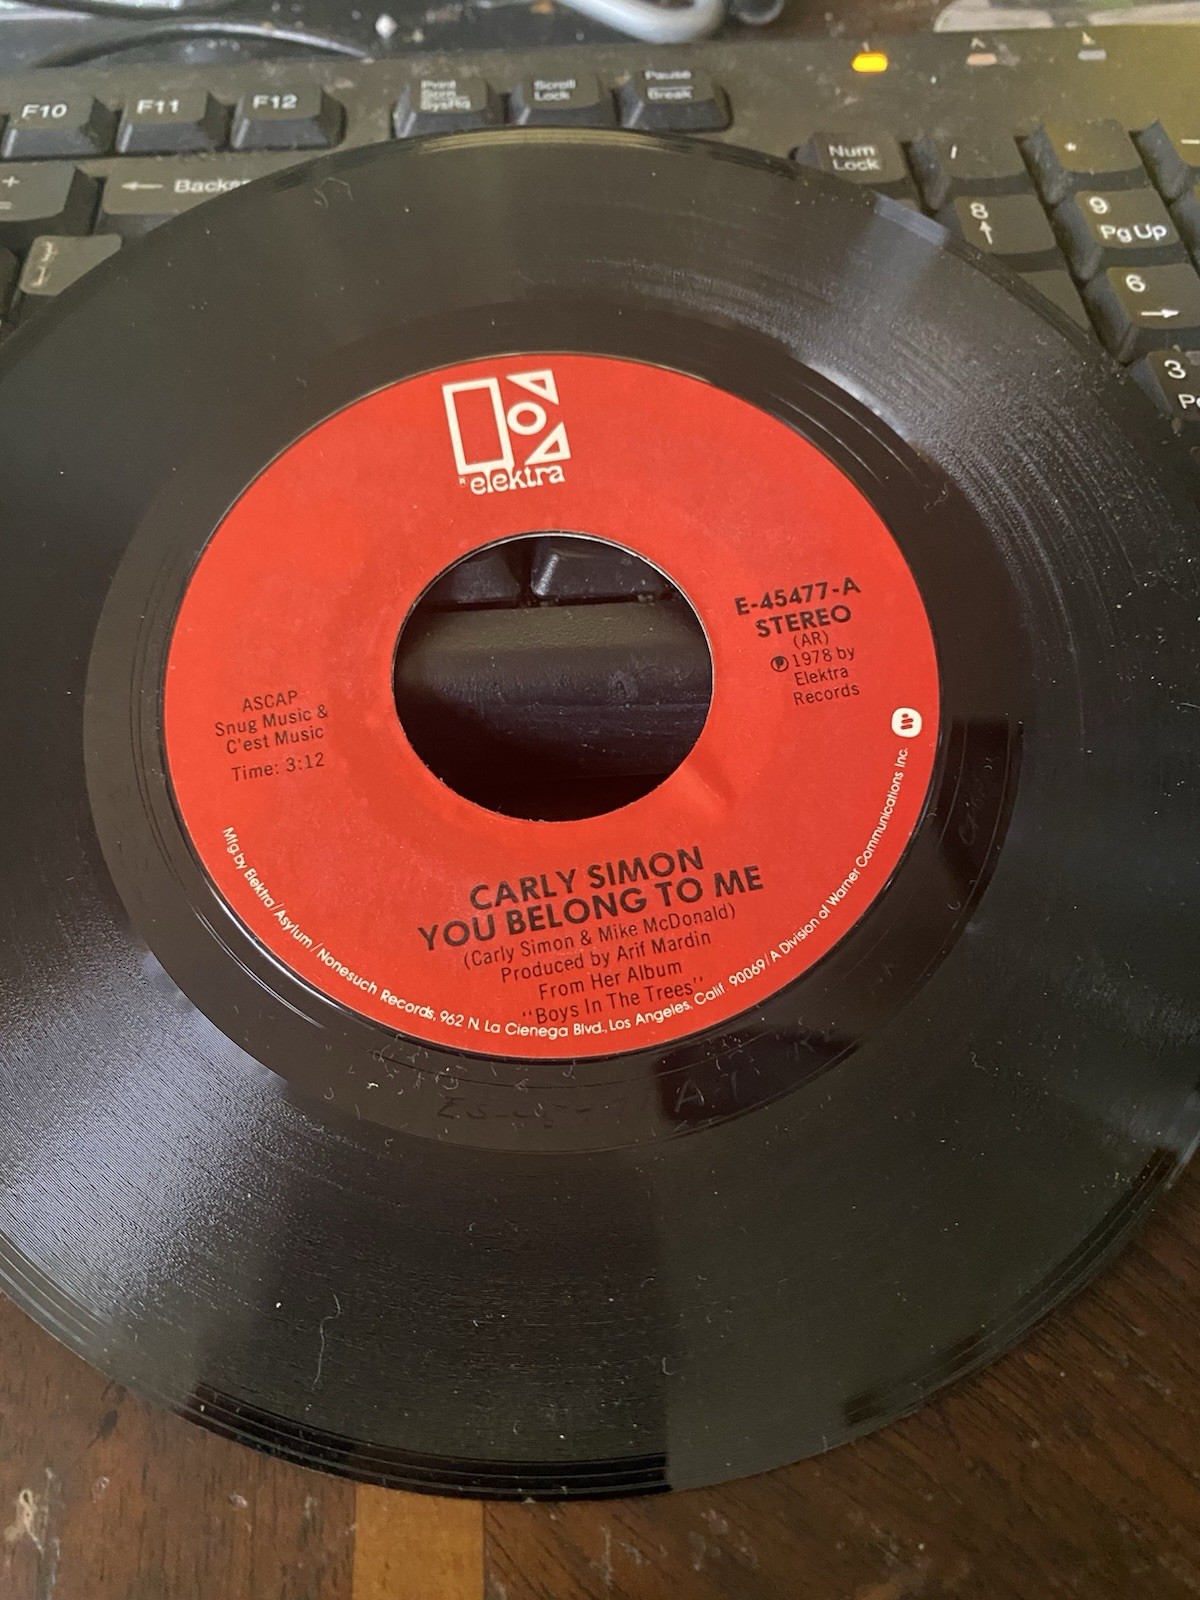 F10
F11
F12
Print
Scrn
SysRq
Scroll
Lock
Pause
Break
Num
Lock
/
*
-
+
=
← Backs
8
↑
9
Pg Up
6
→
3
elektra
E-45477-A
STEREO
(AR)
℗ 1978 by
Elektra
Records
ASCAP
Snug Music &
C'est Music
Time: 3:12
CARLY SIMON
YOU BELONG TO ME
(Carly Simon & Mike McDonald)
Produced by Arif Mardin
From Her Album
"Boys In The Trees"
Mfg. by Elektra/Asylum/Nonesuch Records, 962 N. La Cienega Blvd., Los Angeles, Calif 90069/A Division of Warner Communications Inc.